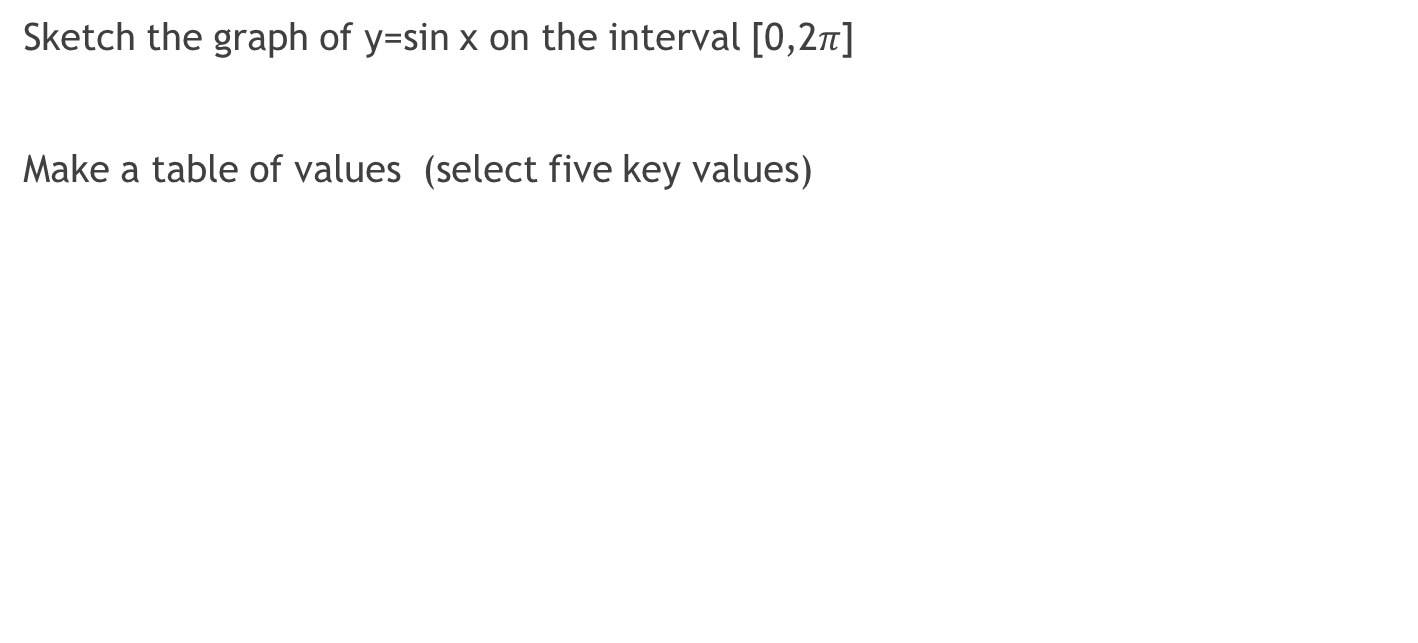 Sketch the graph of y=sin x on the interval [0,2π]
Make a table of values  (select five key values)